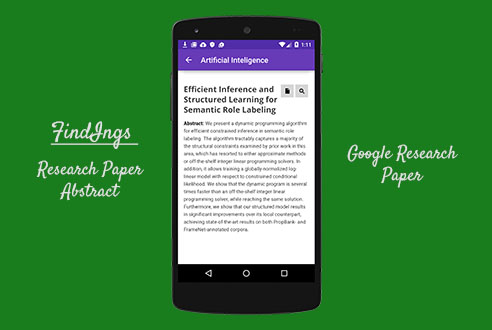 FindIngs
Research Paper
Abstract
1:11
Artificial Inteligence
Efficient Inference and
Structured Learning for
Semantic Role Labeling
Abstract: We present a dynamic programming algorithm
for efficient constrained inference in semantic role
labeling. The algorithm tractably captures a majority of
the structural constraints examined by prior work in this
area, which has resorted to either approximate methods
or off-the-shelf integer linear programming solvers. In
addition, it allows training a globally-normalized log-
linear model with respect to constrained conditional
likelihood. We show that the dynamic program is several
times faster than an off-the-shelf integer linear
programming solver, while reaching the same solution.
Furthermore, we show that our structured model results
in significant improvements over its local counterpart,
achieving state-of-the-art results on both PropBank- and
FrameNet-annotated corpora.
Google Research
Paper